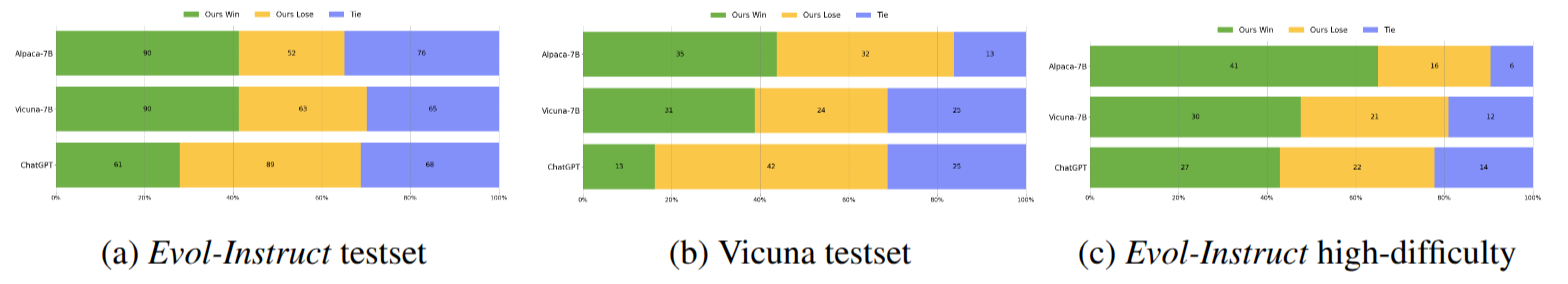 Ours Win Ours Lose Tie
Alpaca-7B 90 52 76
Vicuna-7B 90 63 65
ChatGPT 61 89 68
0% 20% 40% 60% 80% 100%
(a) Evol-Instruct testset
Ours Win Ours Lose Tie
Alpaca-7B 35 32 13
Vicuna-7B 31 24 25
ChatGPT 13 42 25
0% 20% 40% 60% 80% 100%
(b) Vicuna testset
Ours Win Ours Lose Tie
Alpaca-7B 41 16 6
Vicuna-7B 30 21 12
ChatGPT 27 22 14
0% 20% 40% 60% 80% 100%
(c) Evol-Instruct high-difficulty